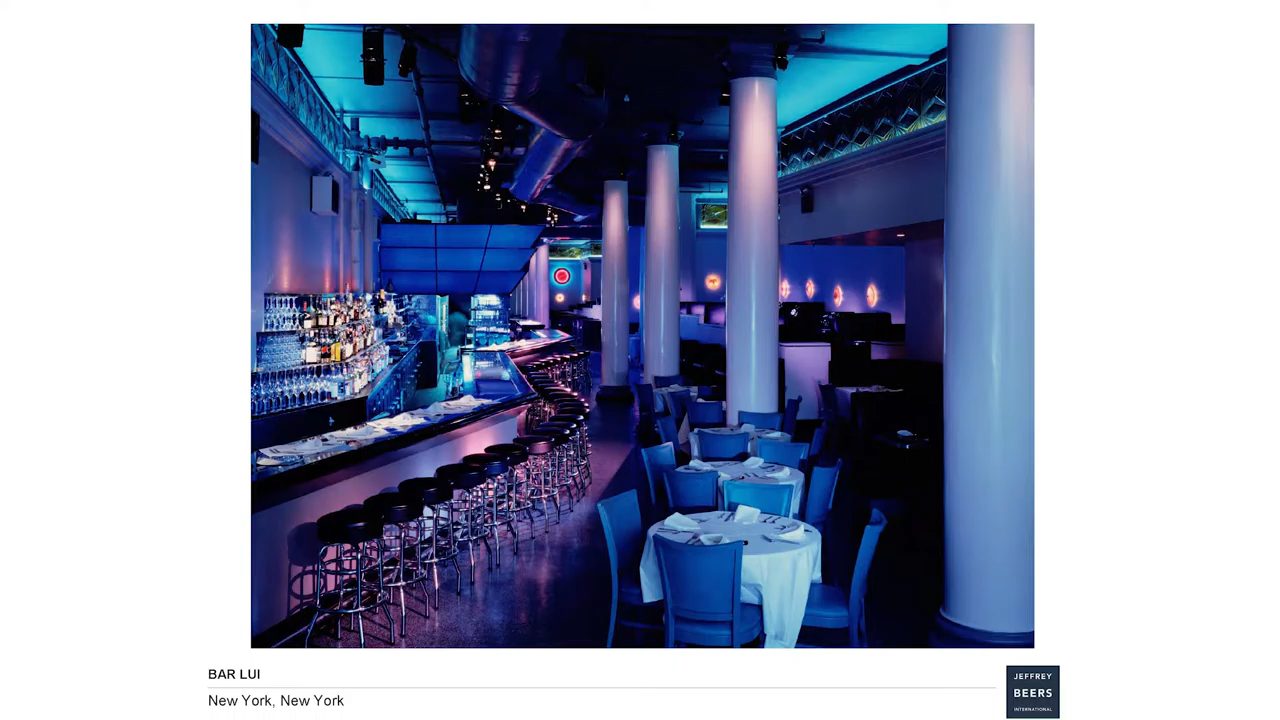 BAR LUI
New York, New York
JEFFREY
BEERS
INTERNATIONAL